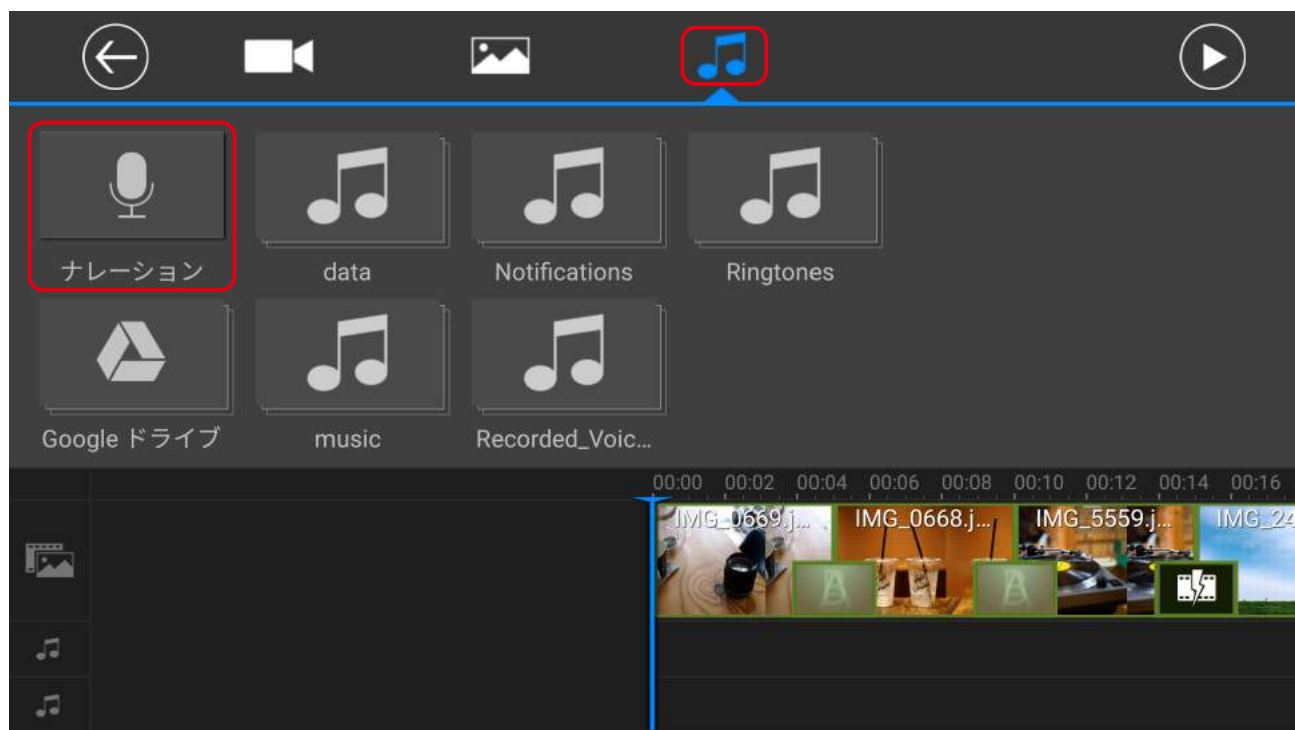 ナレーション
data
Notifications
Ringtones
Google ドライブ
music
Recorded_Voic...
00:00 00:02 00:04 00:06 00:08 00:10 00:12 00:14 00:16
IMG_0669.j... IMG_0668.j... IMG_5559.j... IMG_24
A B